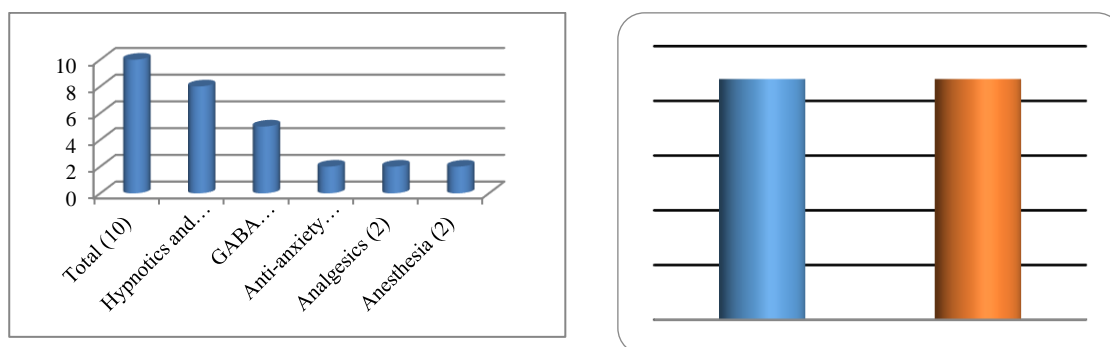 10
8
6
4
2
0
Total (10)
Hypnotics and…
GABA…
Anti-anxiety…
Analgesics (2)
Anesthesia (2)